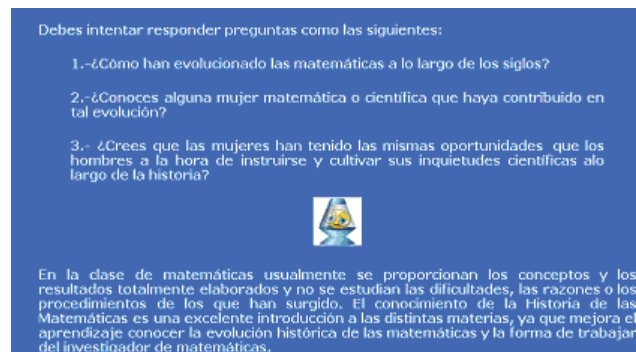 Debes intentar responder preguntas como las siguientes:
1.-¿Cómo han evolucionado las matemáticas a lo largo de los siglos?
2.-¿Conoces alguna mujer matemática o científica que haya contribuido en
tal evolución?
3.- ¿Crees que las mujeres han tenido las mismas oportunidades que los
hombres a la hora de instruirse y cultivar sus inquietudes científicas alo
largo de la historia?
En la clase de matemáticas usualmente se proporcionan los conceptos y los
resultados totalmente elaborados y no se estudian las dificultades, las razones o los
procedimientos de los que han surgido. El conocimiento de la Historia de las
Matemáticas es una excelente introducción a las distintas materias, ya que mejora el
aprendizaje conocer la evolución histórica de las matemáticas y la forma de trabajar
del investigador de matemáticas.